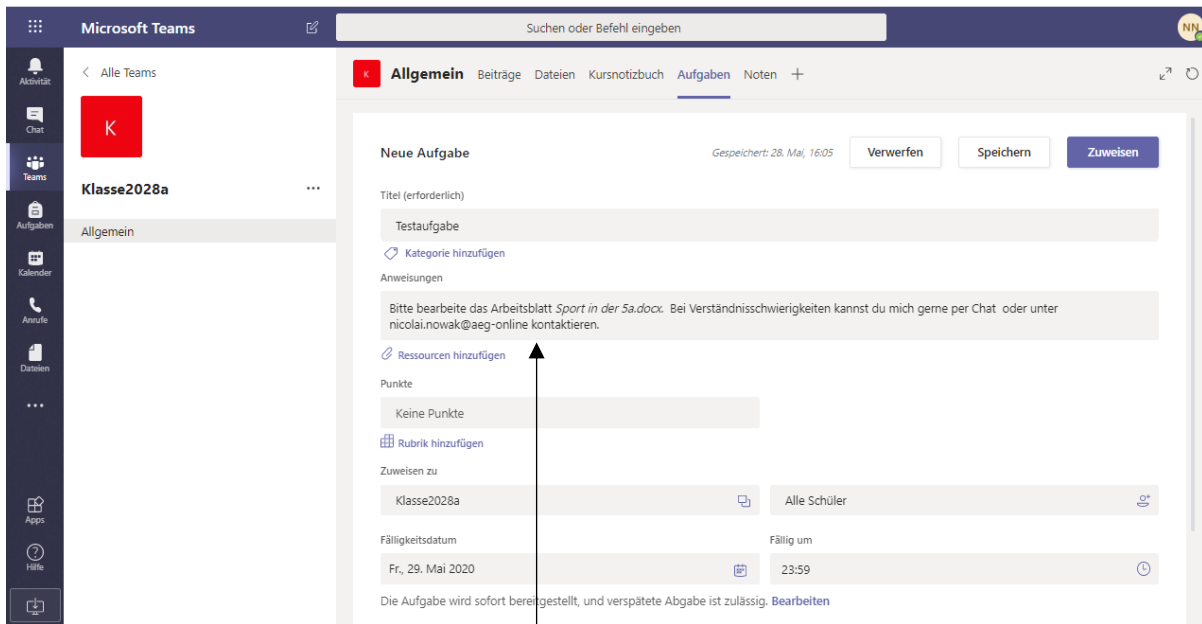 Microsoft Teams
Suchen oder Befehl eingeben
NN
Aktivität
Chat
Teams
Aufgaben
Kalender
Anrufe
Dateien
Apps
Hilfe
Alle Teams
K
Klasse2028a
Allgemein
K
Allgemein Beiträge Dateien Kursnotizbuch Aufgaben Noten
Neue Aufgabe
Gespeichert: 28. Mai, 16:05
Verwerfen
Speichern
Zuweisen
Titel (erforderlich)
Testaufgabe
Kategorie hinzufügen
Anweisungen
Bitte bearbeite das Arbeitsblatt Sport in der 5a.docx. Bei Verständnisschwierigkeiten kannst du mich gerne per Chat oder unter
nicolai.nowak@aeg-online kontaktieren.
Ressourcen hinzufügen
Punkte
Keine Punkte
Rubrik hinzufügen
Zuweisen zu
Klasse2028a
Alle Schüler
Fälligkeitsdatum
Fällig um
Fr., 29. Mai 2020
23:59
Die Aufgabe wird sofort bereitgestellt, und verspätete Abgabe ist zulässig. Bearbeiten